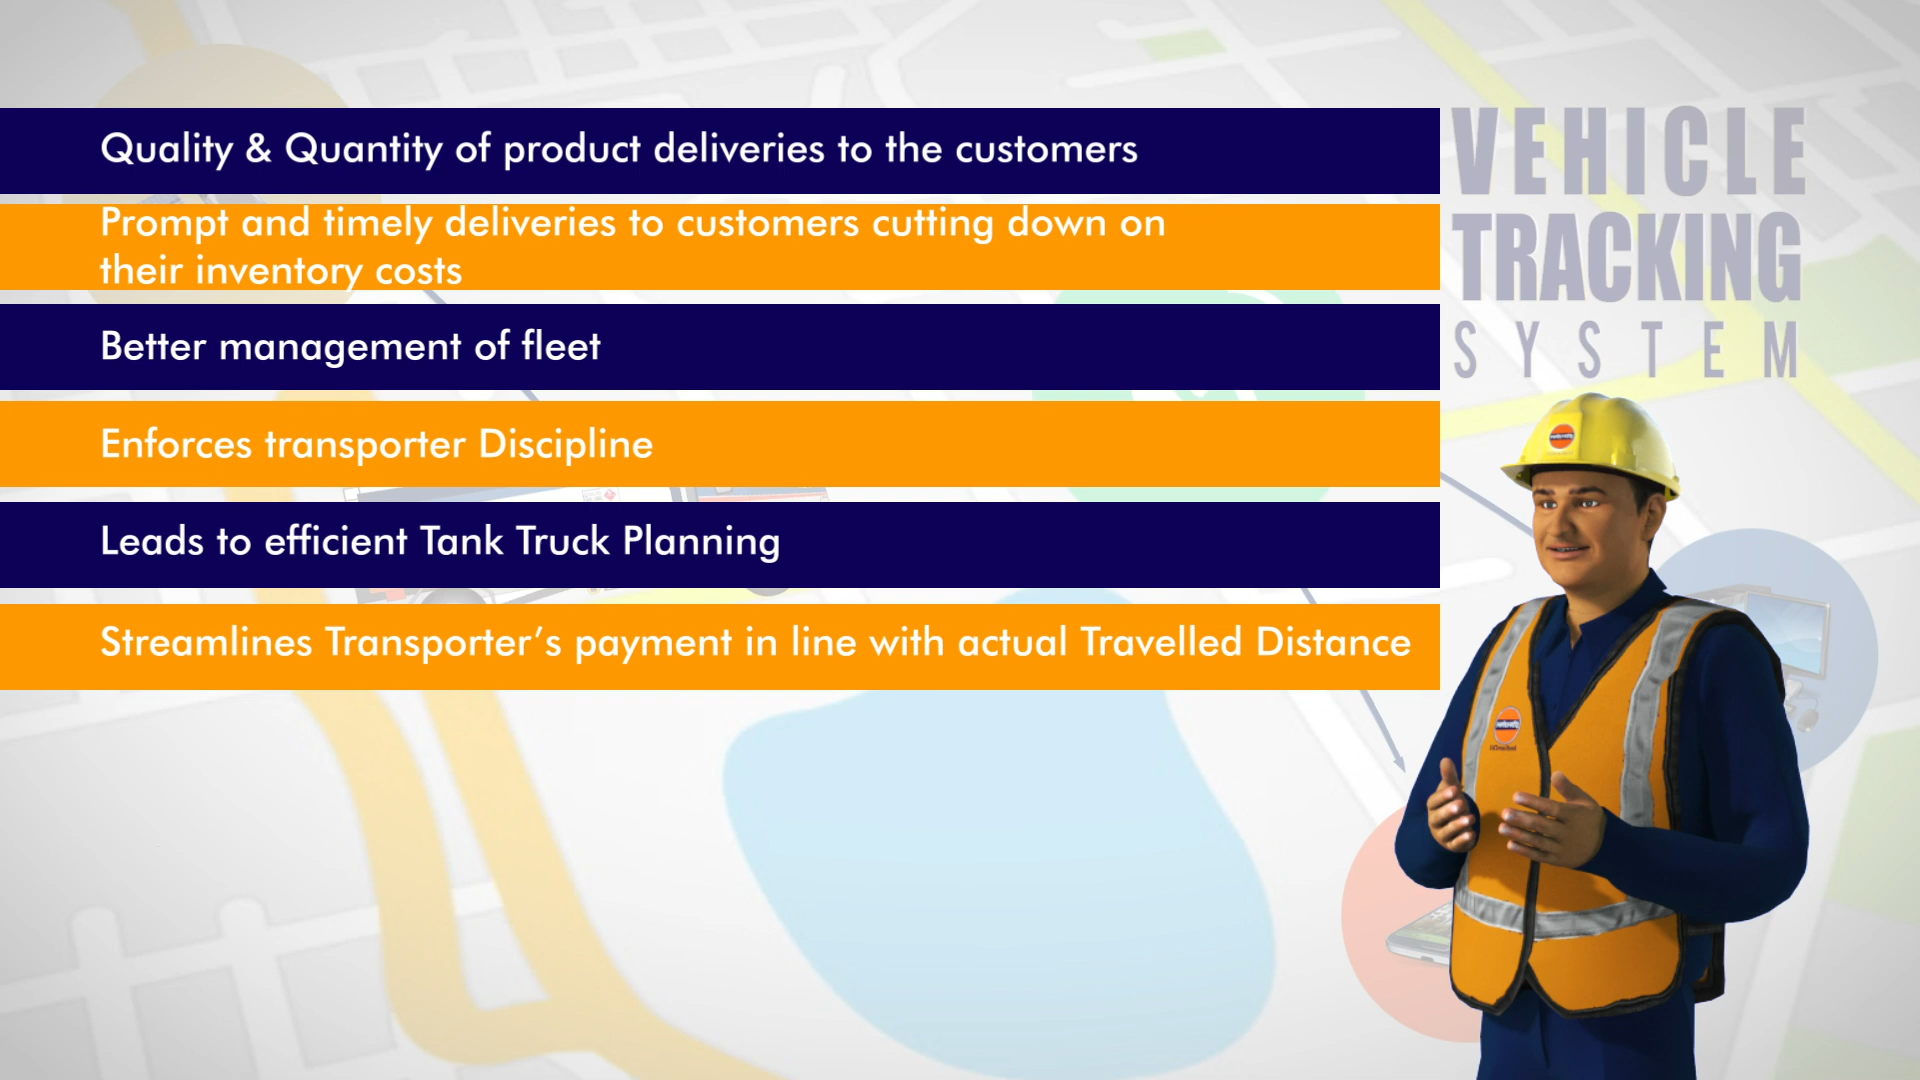 Quality & Quantity of product deliveries to the customers
Prompt and timely deliveries to customers cutting down on
their inventory costs
Better management of fleet
Enforces transporter Discipline
Leads to efficient Tank Truck Planning
Streamlines Transporter’s payment in line with actual Travelled Distance
VEHICLE
TRACKING
SYSTEM